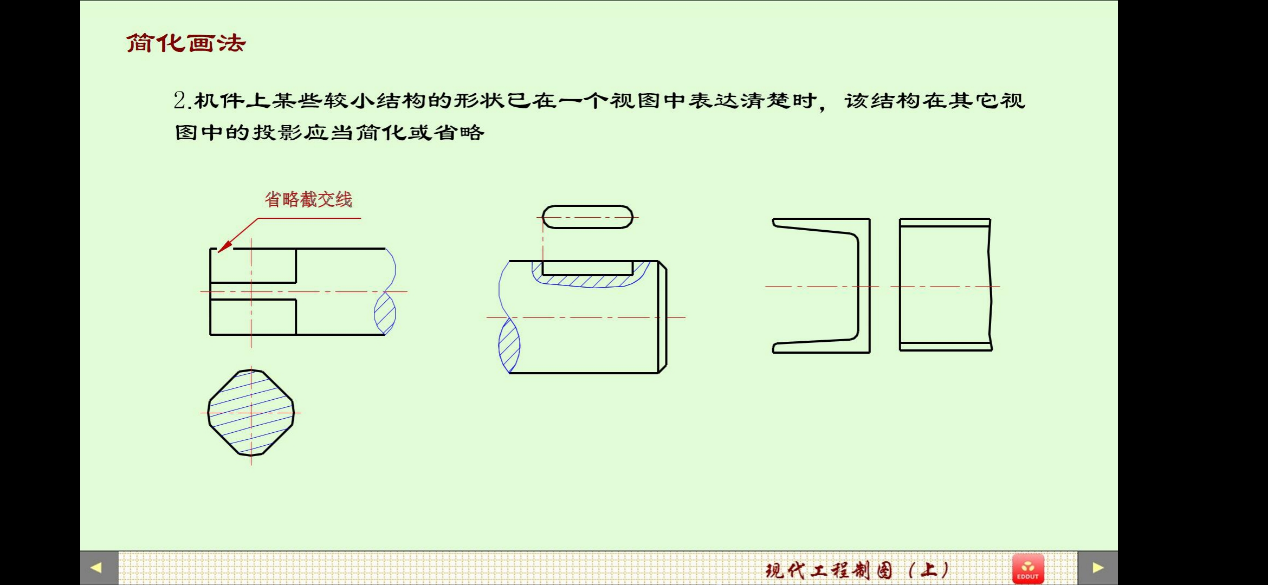 简化画法
2.机件上某些较小结构的形状已在一个视图中表达清楚时，该结构在其它视
图中的投影应当简化或省略
省略截交线
现代工程制图（上）
EDDUT